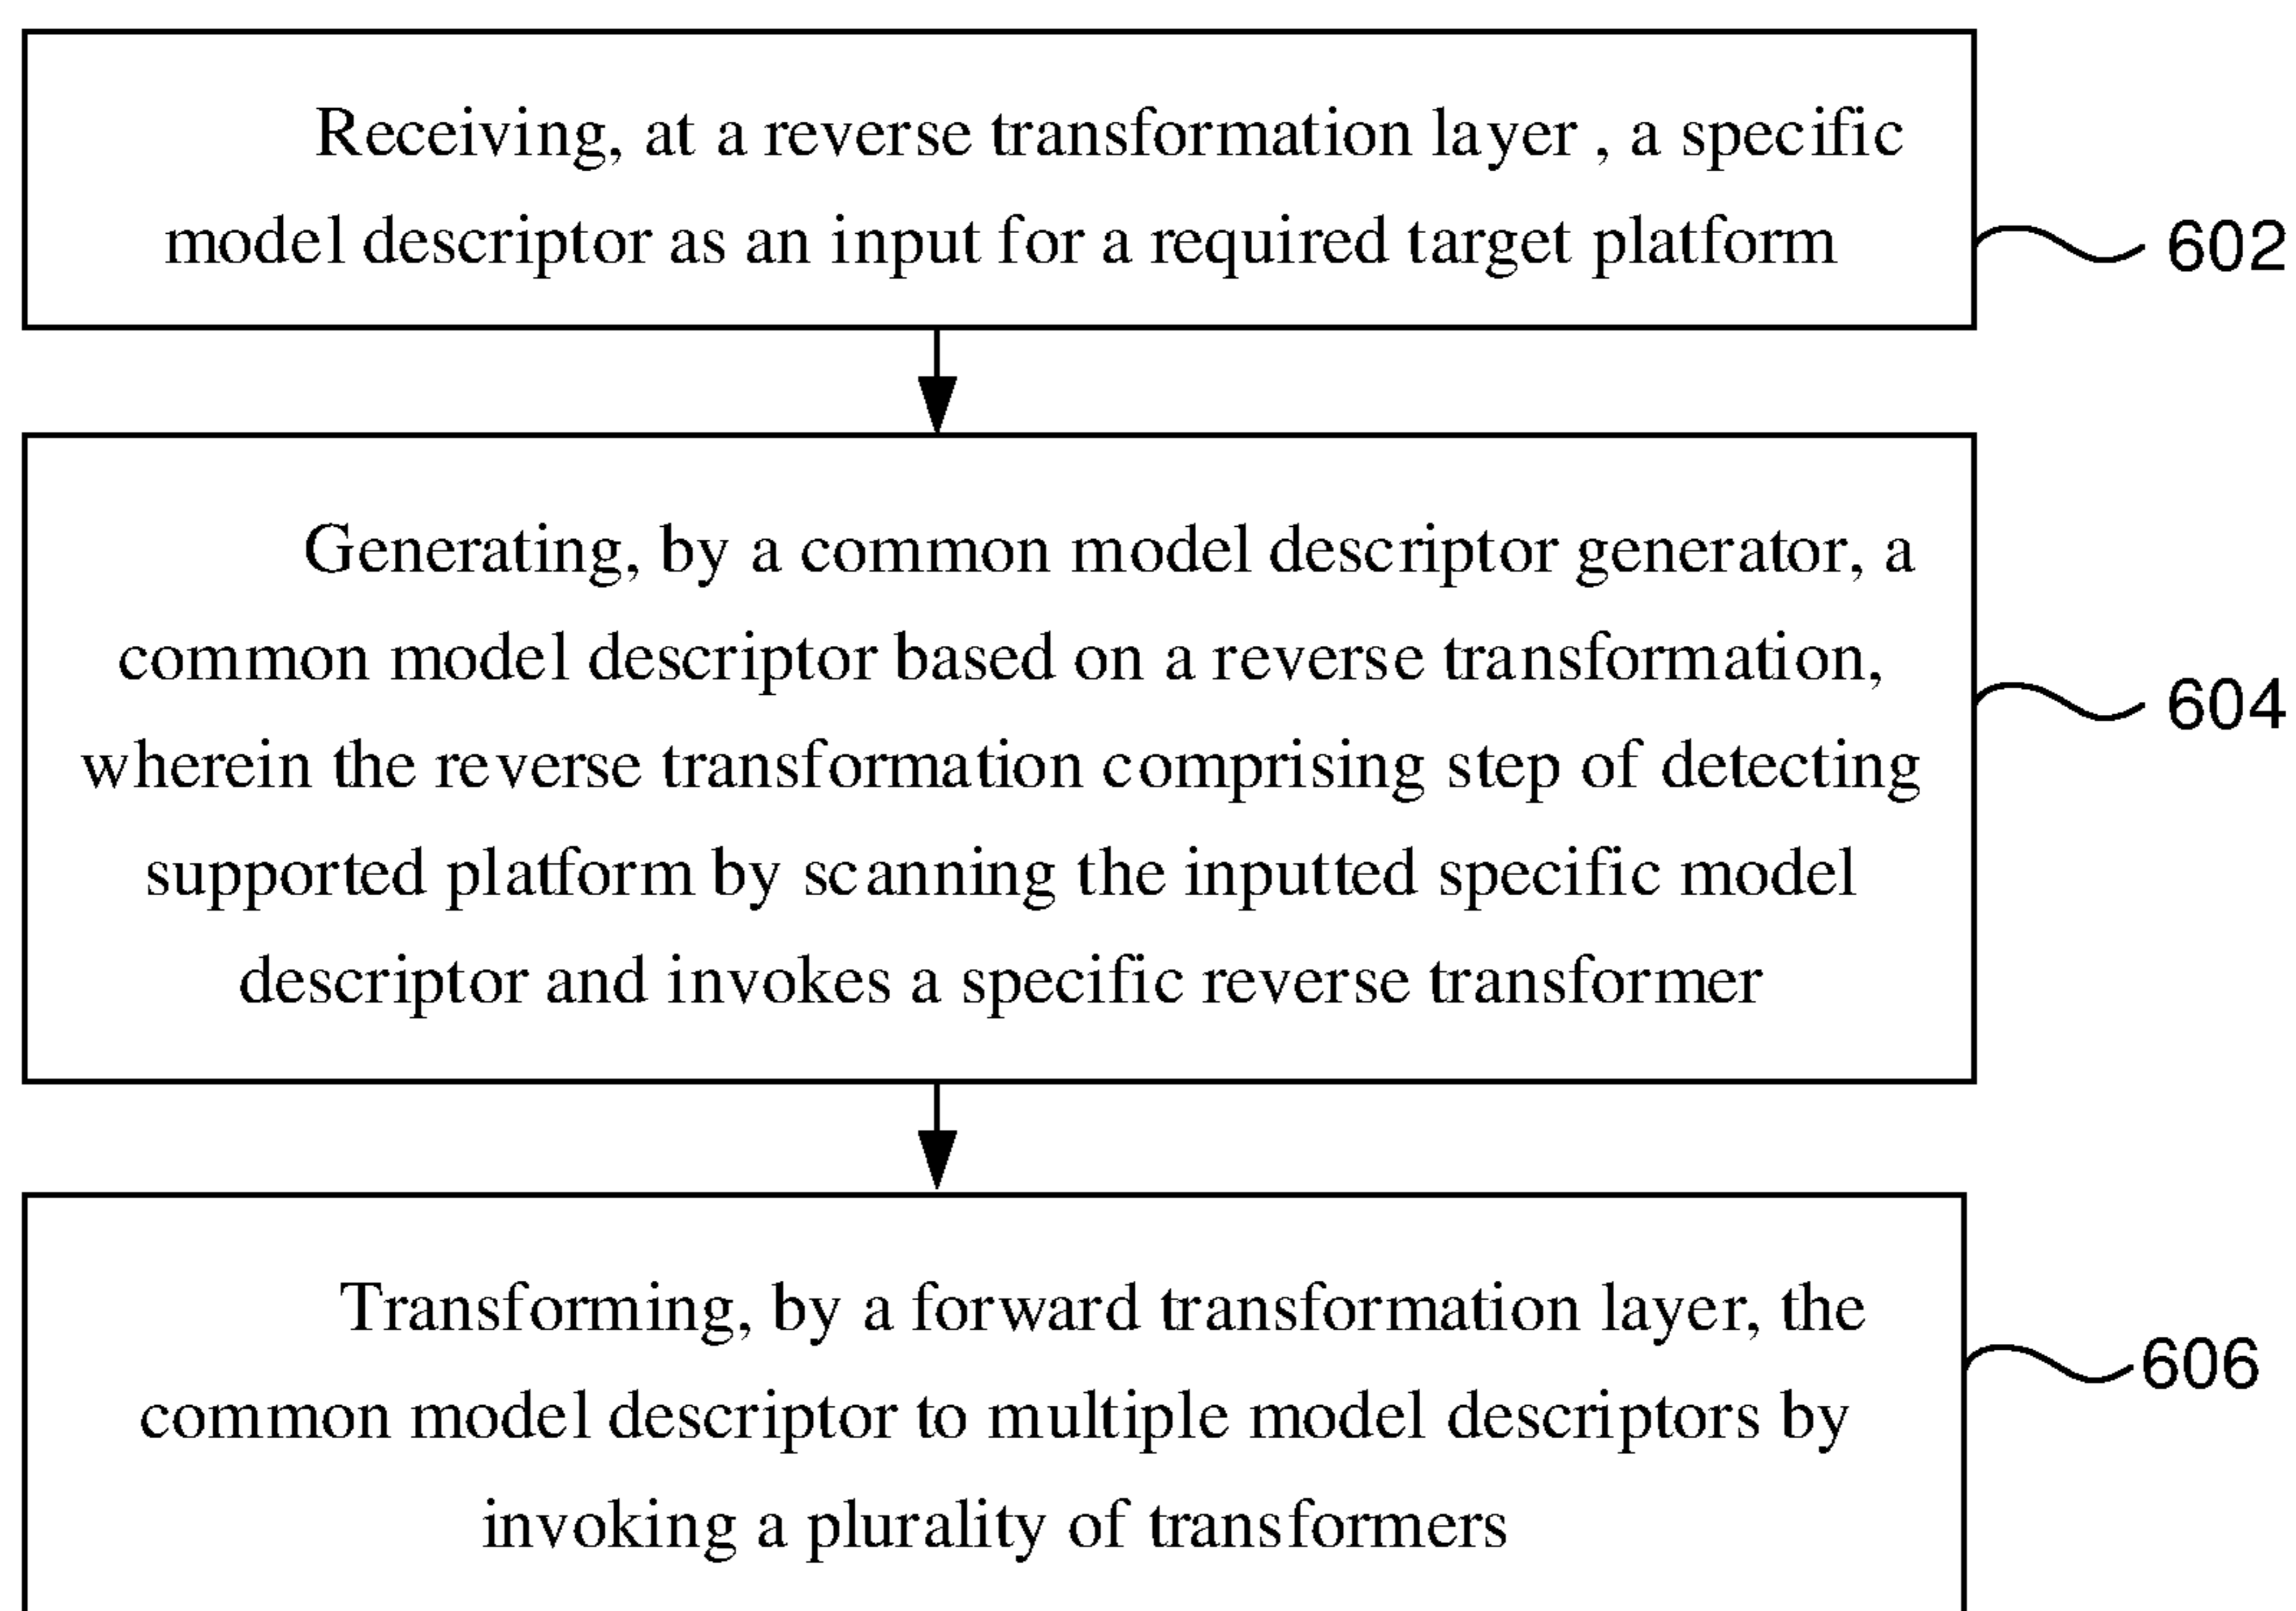 Receiving, at a reverse transformation layer , a specific
model descriptor as an input for a required target platform
602
Generating, by a common model descriptor generator, a
common model descriptor based on a reverse transformation,
wherein the reverse transformation comprising step of detecting
supported platform by scanning the inputted specific model
descriptor and invokes a specific reverse transformer
604
Transforming, by a forward transformation layer, the
common model descriptor to multiple model descriptors by
invoking a plurality of transformers
606